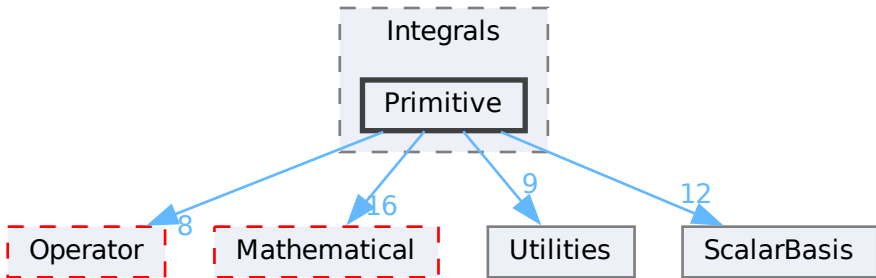 Integrals
Primitive
8
16
9
12
Operator
Mathematical
Utilities
ScalarBasis